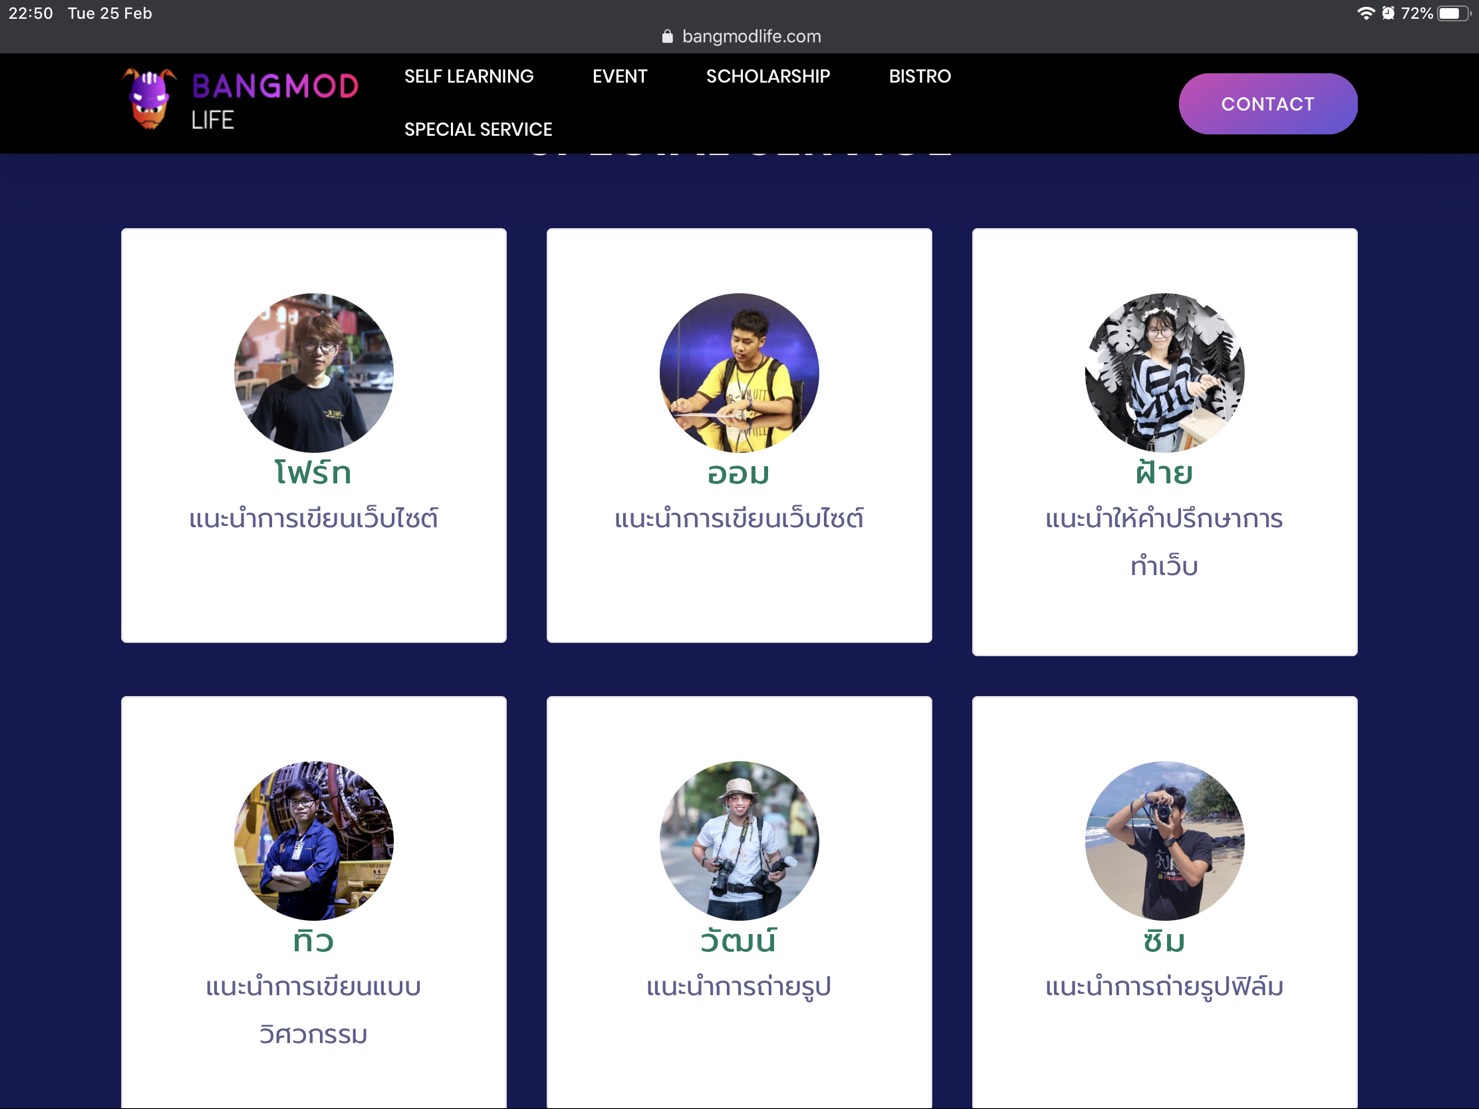 22:50 Tue 25 Feb
72%
bangmodlife.com
BANGMOD
LIFE
SELF LEARNING EVENT SCHOLARSHIP BISTRO
SPECIAL SERVICE
CONTACT
SPECIAL SERVICE
โฟร์ท
แนะนำการเขียนเว็บไซต์
ออม
แนะนำการเขียนเว็บไซต์
ฝ้าย
แนะนำให้คำปรึกษาการ
ทำเว็บ
ทิว
แนะนำการเขียนแบบ
วิศวกรรม
วัฒน์
แนะนำการถ่ายรูป
ซิม
แนะนำการถ่ายรูปฟิล์ม